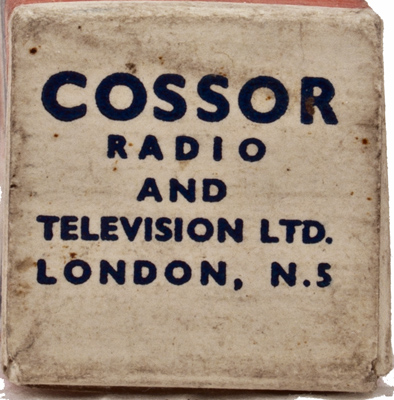 COSSOR
RADIO
AND
TELEVISION LTD.
LONDON, N.5